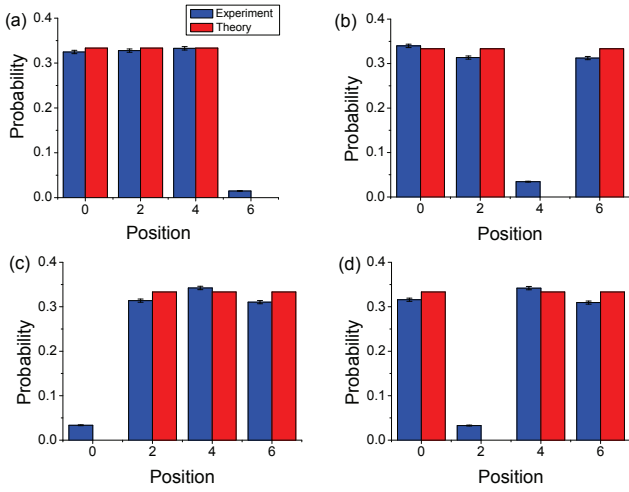 (a)
Experiment
Theory
0.4
0.3
0.2
0.1
0.0
Probability
0 2 4 6
Position
(b)
0.4
0.3
0.2
0.1
0.0
Probability
0 2 4 6
Position
(c)
0.4
0.3
0.2
0.1
0.0
Probability
0 2 4 6
Position
(d)
0.4
0.3
0.2
0.1
0.0
Probability
0 2 4 6
Position